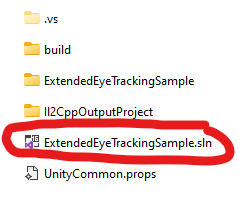 .vs
build
ExtendedEyeTrackingSample
Il2CppOutputProject
ExtendedEyeTrackingSample.sln
UnityCommon.props